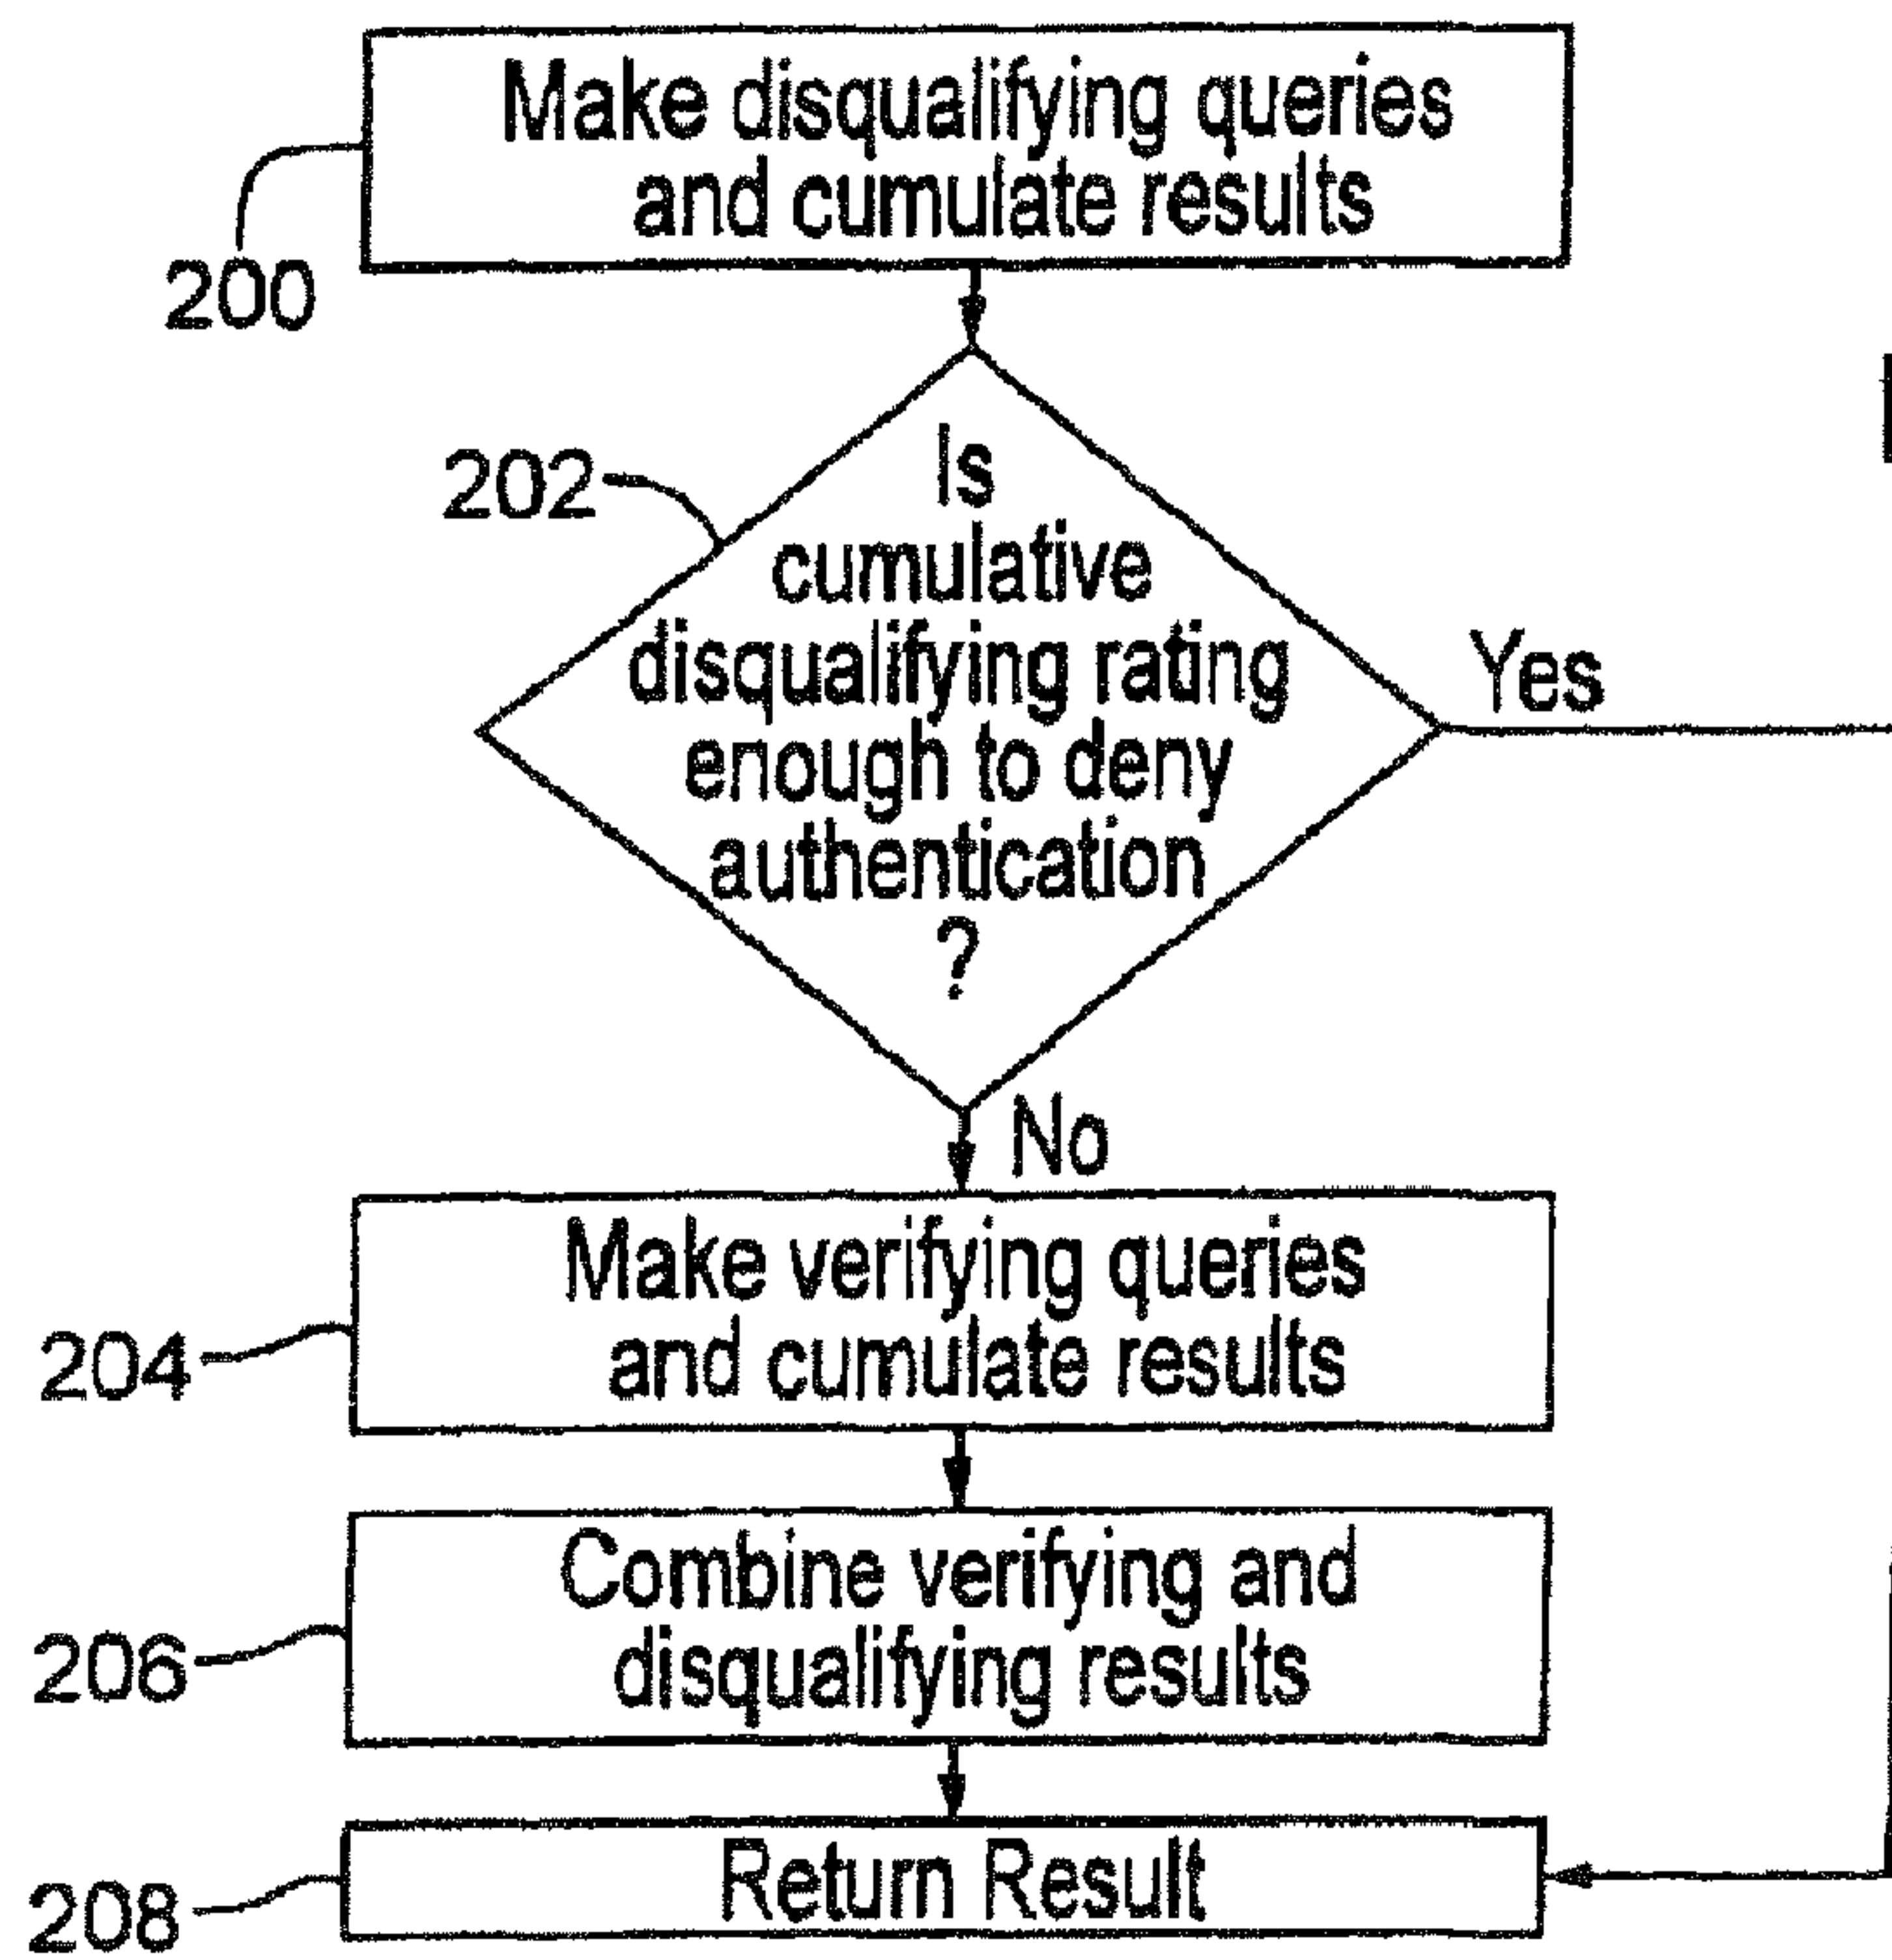 Make disqualifying queries
and cumulate results
200
202
Is
cumulative
disqualifying rating
enough to deny
authentication
?
Yes
No
Make verifying queries
and cumulate results
204
Combine verifying and
disqualifying results
206
Return Result
208